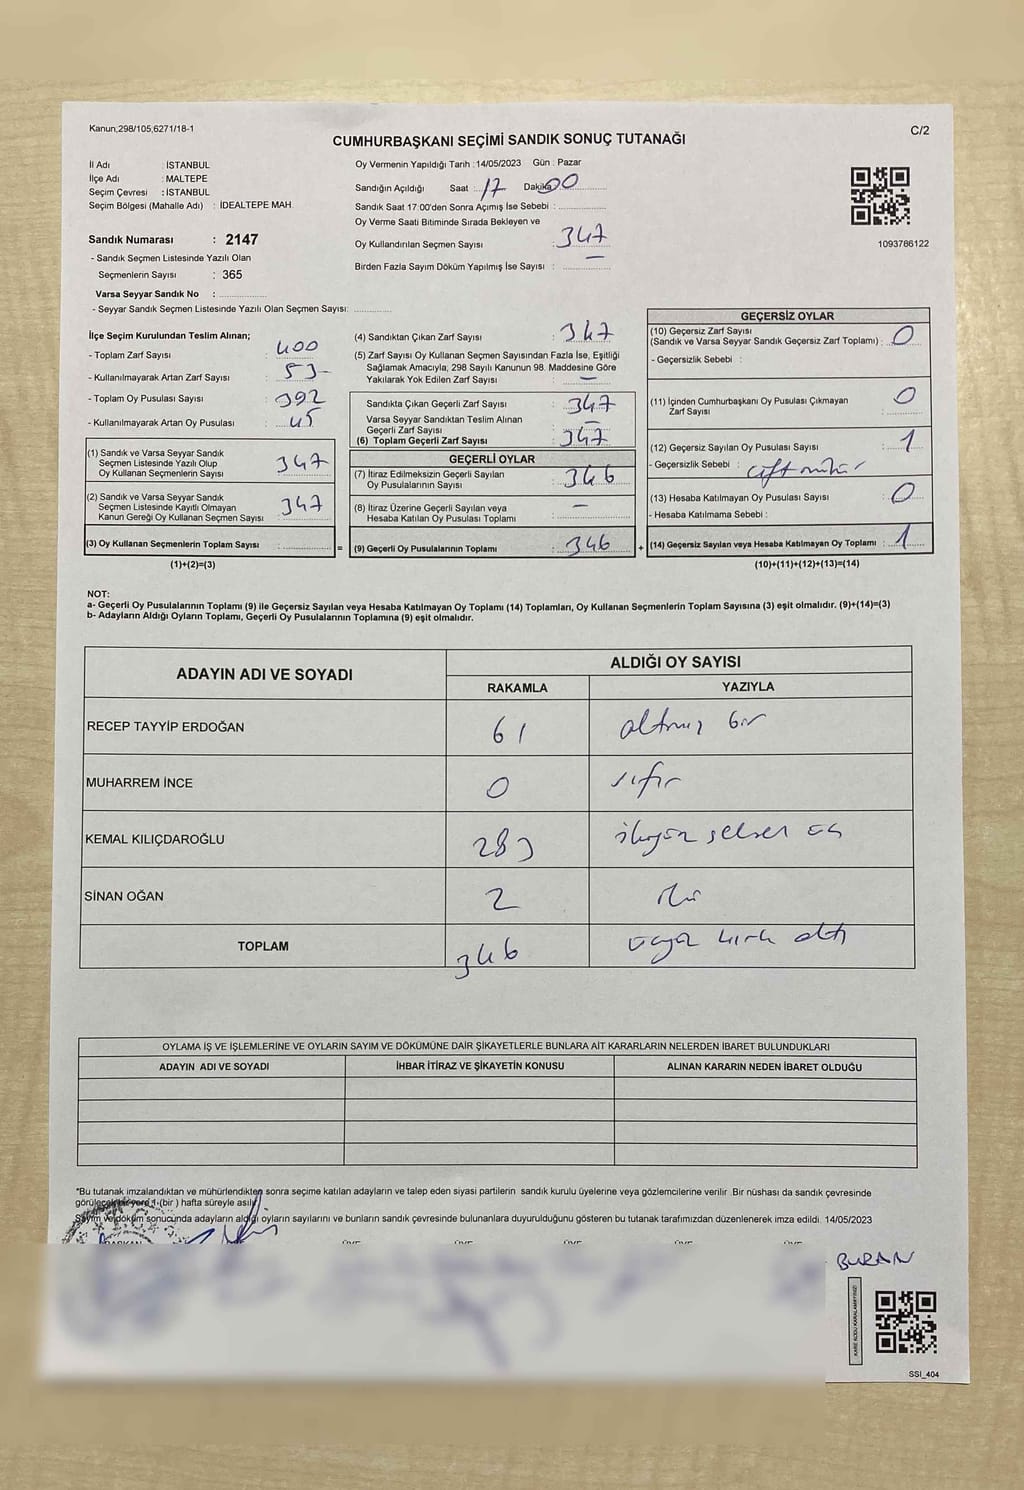 Kanun;298/105;6271/18-1
C/2
CUMHURBAŞKANI SEÇİMİ SANDIK SONUÇ TUTANAĞI
İl Adı : İSTANBUL
İlçe Adı : MALTEPE
Seçim Çevresi : İSTANBUL
Seçim Bölgesi (Mahalle Adı) : İDEALTEPE MAH.
Sandık Numarası : 2147
- Sandık Seçmen Listesinde Yazılı Olan
Seçmenlerin Sayısı : 365
Varsa Seyyar Sandık No :
- Seyyar Sandık Seçmen Listesinde Yazılı Olan Seçmen Sayısı:
Oy Vermenin Yapıldığı Tarih : 14/05/2023 Gün : Pazar
Sandığın Açıldığı Saat : 17 Dakika 00
Sandık Saat 17:00'den Sonra Açımış İse Sebebi :
Oy Verme Saati Bitiminde Sırada Bekleyen ve
Oy Kullandırılan Seçmen Sayısı : 347
Birden Fazla Sayım Döküm Yapılmış İse Sayısı : –
1093786122
İlçe Seçim Kurulundan Teslim Alınan;
- Toplam Zarf Sayısı : 400
- Kullanılmayarak Artan Zarf Sayısı : 53
- Toplam Oy Pusulası Sayısı : 392
- Kullanılmayarak Artan Oy Pusulası : 45
(1) Sandık ve Varsa Seyyar Sandık
Seçmen Listesinde Yazılı Olup
Oy Kullanan Seçmenlerin Sayısı : 347
(2) Sandık ve Varsa Seyyar Sandık
Seçmen Listesinde Kayıtlı Olmayan
Kanun Gereği Oy Kullanan Seçmen Sayısı : 347
(3) Oy Kullanan Seçmenlerin Toplam Sayısı :
(1)+(2)=(3)
(4) Sandıktan Çıkan Zarf Sayısı : 347
(5) Zarf Sayısı Oy Kullanan Seçmen Sayısından Fazla İse, Eşitliği
Sağlamak Amacıyla, 298 Sayılı Kanunun 98. Maddesine Göre
Yakılarak Yok Edilen Zarf Sayısı : –
Sandıkta Çıkan Geçerli Zarf Sayısı : 347
Varsa Seyyar Sandıktan Teslim Alınan
Geçerli Zarf Sayısı : –
(6) Toplam Geçerli Zarf Sayısı : 347
GEÇERLİ OYLAR
(7) İtiraz Edilmeksizin Geçerli Sayılan
Oy Pusulalarının Sayısı : 346
(8) İtiraz Üzerine Geçerli Sayılan veya
Hesaba Katılan Oy Pusulası Toplamı : –
= (9) Geçerli Oy Pusulalarının Toplamı : 346 +
GEÇERSİZ OYLAR
(10) Geçersiz Zarf Sayısı
(Sandık ve Varsa Seyyar Sandık Geçersiz Zarf Toplamı) : 0
- Geçersizlik Sebebi :
(11) İçinden Cumhurbaşkanı Oy Pusulası Çıkmayan
Zarf Sayısı : 0
(12) Geçersiz Sayılan Oy Pusulası Sayısı : 1
- Geçersizlik Sebebi : çift mühür
(13) Hesaba Katılmayan Oy Pusulası Sayısı : 0
- Hesaba Katılmama Sebebi :
(14) Geçersiz Sayılan veya Hesaba Katılmayan Oy Toplamı : 1
(10)+(11)+(12)+(13)=(14)
NOT:
a- Geçerli Oy Pusulalarının Toplamı (9) ile Geçersiz Sayılan veya Hesaba Katılmayan Oy Toplamı (14) Toplamları, Oy Kullanan Seçmenlerin Toplam Sayısına (3) eşit olmalıdır. (9)+(14)=(3)
b- Adayların Aldığı Oyların Toplamı, Geçerli Oy Pusulalarının Toplamına (9) eşit olmalıdır.
ADAYIN ADI VE SOYADI ALDIĞI OY SAYISI
RAKAMLA YAZIYLA
RECEP TAYYİP ERDOĞAN 61 altmış bir
MUHARREM İNCE 0 sıfır
KEMAL KILIÇDAROĞLU 283 ikiyüz seksen üç
SİNAN OĞAN 2 iki
TOPLAM 346 üçyüz kırk altı
OYLAMA İŞ VE İŞLEMLERİNE VE OYLARIN SAYIM VE DÖKÜMÜNE DAİR ŞİKAYETLERLE BUNLARA AİT KARARLARIN NELERDEN İBARET BULUNDUKLARI
ADAYIN ADI VE SOYADI İHBAR İTİRAZ VE ŞİKAYETİN KONUSU ALINAN KARARIN NEDEN İBARET OLDUĞU
*Bu tutanak imzalandıktan ve mühürlendikten sonra seçime katılan adayların ve talep eden siyasi partilerin sandık kurulu üyelerine veya gözlemcilerine verilir .Bir nüshası da sandık çevresinde
görülecek bir yere 1 (bir ) hafta süreyle asılır.
Sayım ve döküm sonucunda adayların aldığı oyların sayılarını ve bunların sandık çevresinde bulunanlara duyurulduğunu gösteren bu tutanak tarafımızdan düzenlenerek imza edildi. 14/05/2023
BAŞKAN ÜYE ÜYE ÜYE ÜYE ÜYE
BURAN
KARE KODU KARALAMAYINIZ!
SSI_404